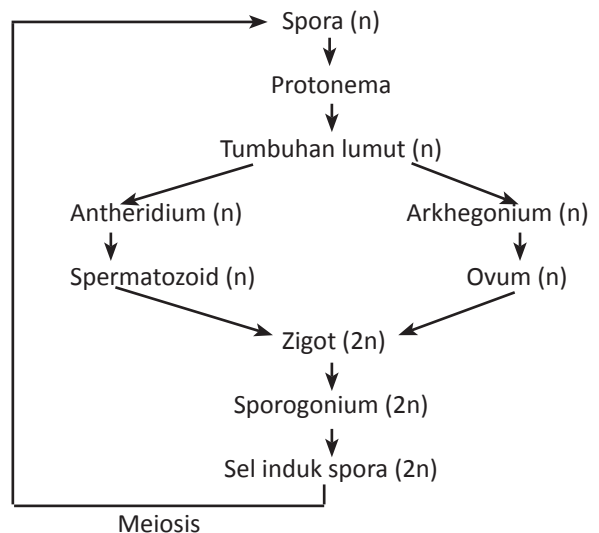 Spora (n)
Protonema
Tumbuhan lumut (n)
Antheridium (n)
Arkhegonium (n)
Spermatozoid (n)
Ovum (n)
Zigot (2n)
Sporogonium (2n)
Sel induk spora (2n)
Meiosis